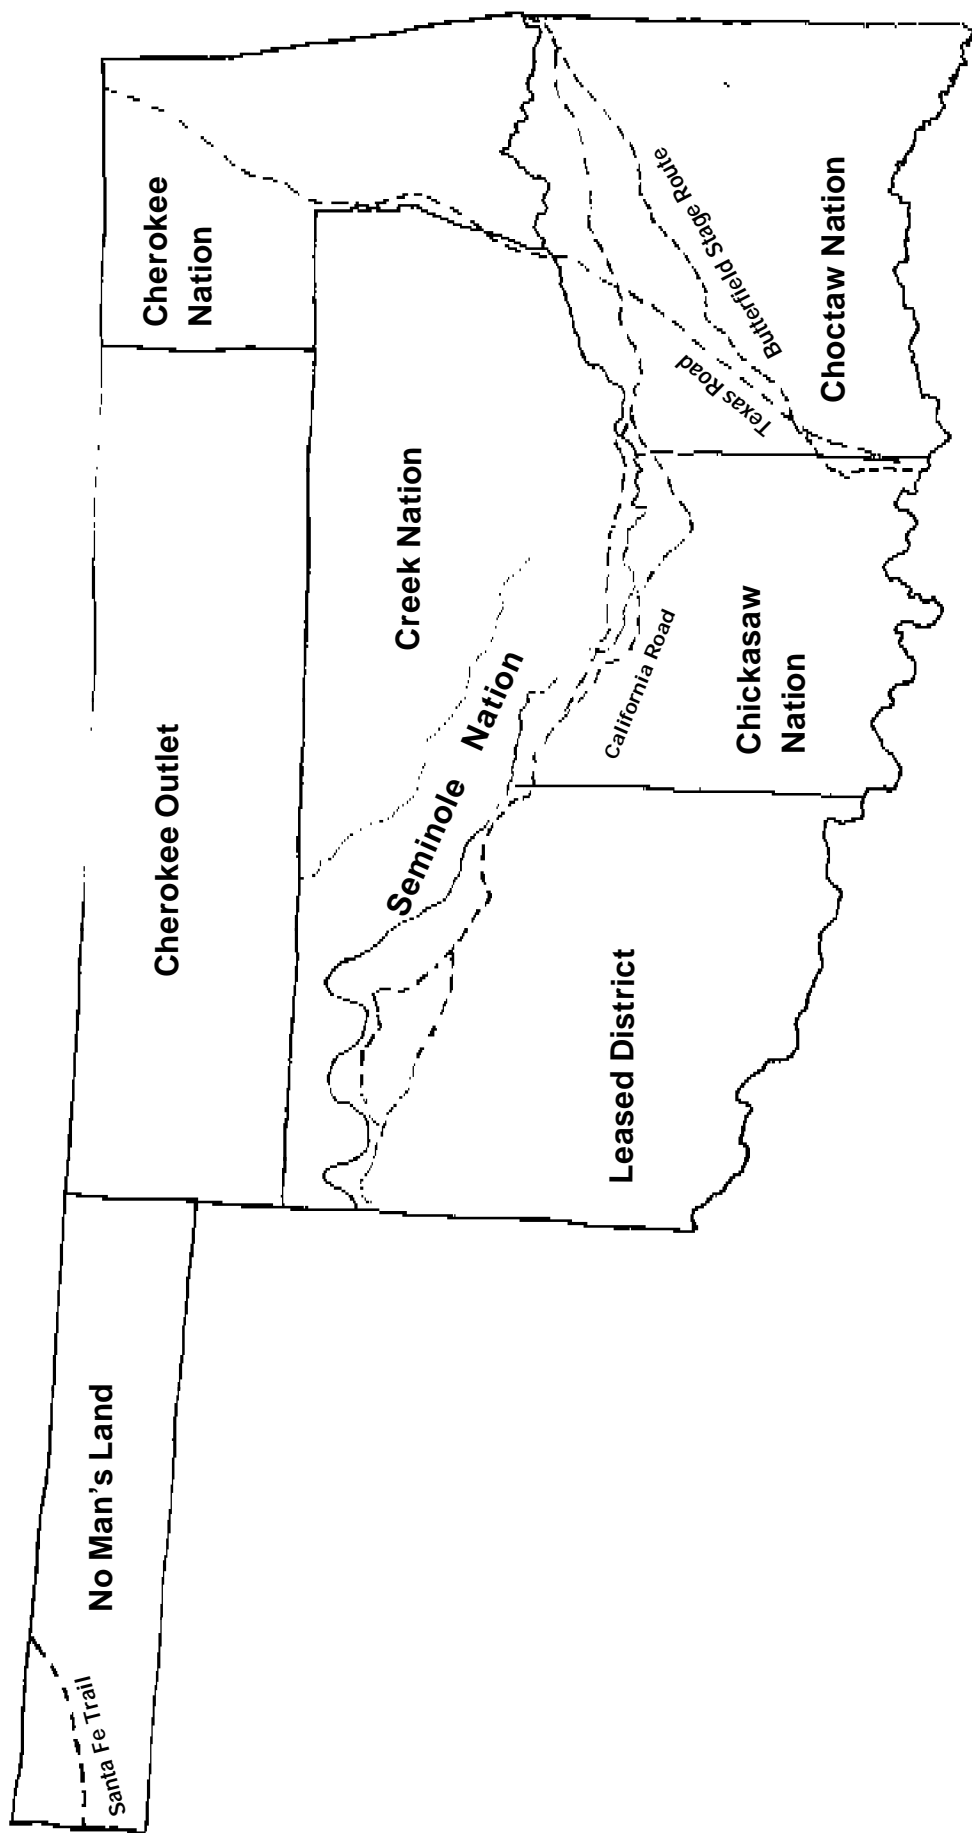 Santa Fe Trail
No Man’s Land
Cherokee Outlet
Cherokee
Nation
Creek Nation
Seminole Nation
Leased District
California Road
Chickasaw
Nation
Texas Road
Butterfield Stage Route
Choctaw Nation